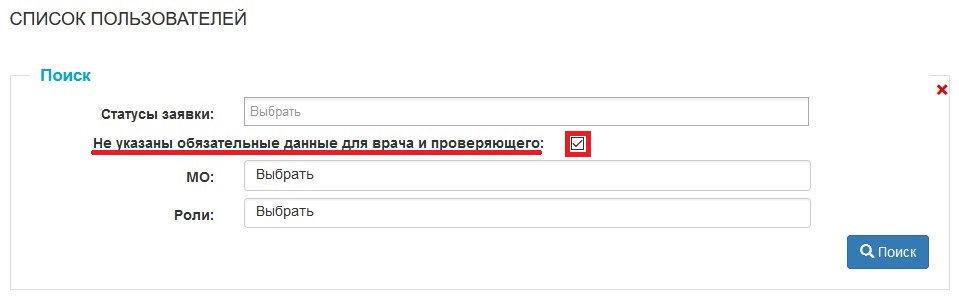 СПИСОК ПОЛЬЗОВАТЕЛЕЙ
Поиск
Статусы заявки: Выбрать
Не указаны обязательные данные для врача и проверяющего:
МО: Выбрать
Роли: Выбрать
Поиск